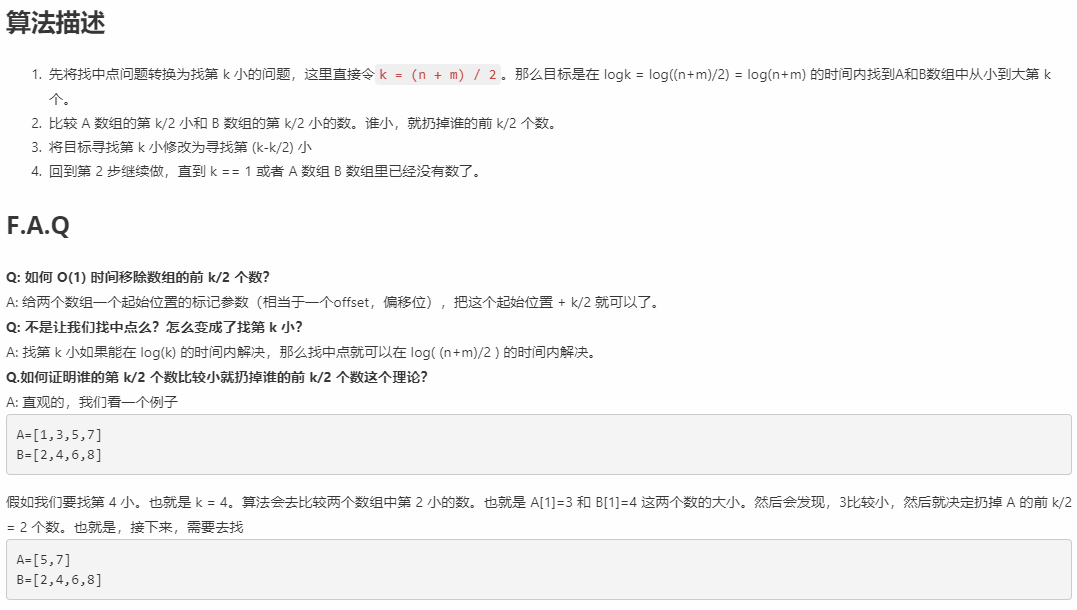 算法描述
1. 先将找中点问题转换为找第 k 小的问题，这里直接令 k = (n + m) / 2 。那么目标是在 logk = log((n+m)/2) = log(n+m) 的时间内找到A和B数组中从小到大第 k
个。
2. 比较 A 数组的第 k/2 小和 B 数组的第 k/2 小的数。谁小，就扔掉谁的前 k/2 个数。
3. 将目标寻找第 k 小修改为寻找第 (k-k/2) 小
4. 回到第 2 步继续做，直到 k == 1 或者 A 数组 B 数组里已经没有数了。
F.A.Q
Q: 如何 O(1) 时间移除数组的前 k/2 个数？
A: 给两个数组一个起始位置的标记参数（相当于一个offset，偏移位），把这个起始位置 + k/2 就可以了。
Q: 不是让我们找中点么？怎么变成了找第 k 小？
A: 找第 k 小如果能在 log(k) 的时间内解决，那么找中点就可以在 log( (n+m)/2 ) 的时间内解决。
Q.如何证明谁的第 k/2 个数比较小就扔掉谁的前 k/2 个数这个理论？
A: 直观的，我们看一个例子
A=[1,3,5,7]
B=[2,4,6,8]
假如我们要找第 4 小。也就是 k = 4。算法会去比较两个数组中第 2 小的数。也就是 A[1]=3 和 B[1]=4 这两个数的大小。然后会发现，3比较小，然后就决定扔掉 A 的前 k/2
= 2 个数。也就是，接下来，需要去找
A=[5,7]
B=[2,4,6,8]